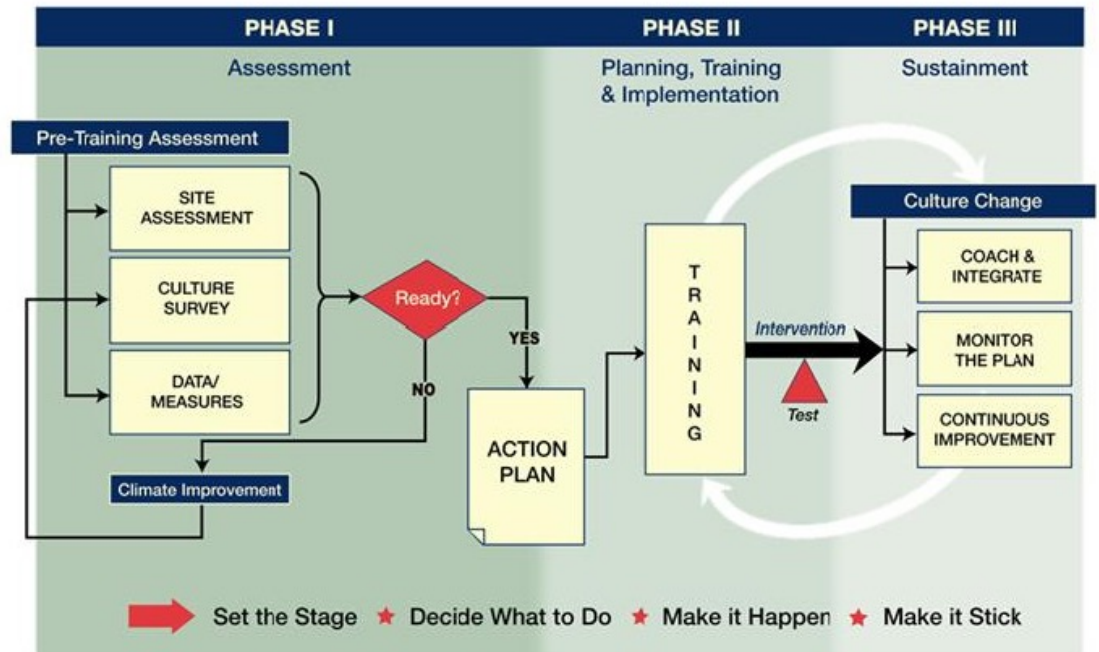 PHASE I
PHASE II
PHASE III
Assessment
Planning, Training
& Implementation
Sustainment
Pre-Training Assessment
SITE
ASSESSMENT
CULTURE
SURVEY
DATA/
MEASURES
Ready?
YES
NO
Climate Improvement
ACTION
PLAN
TRAINING
Intervention
Test
Culture Change
COACH &
INTEGRATE
MONITOR
THE PLAN
CONTINUOUS
IMPROVEMENT
Set the Stage ★ Decide What to Do ★ Make it Happen ★ Make it Stick